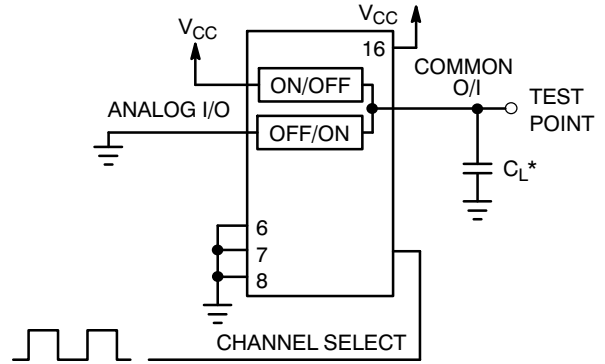 VCC
VCC
16
COMMON
O/I
ON/OFF
TEST
POINT
ANALOG I/O
OFF/ON
CL*
6
7
8
CHANNEL SELECT